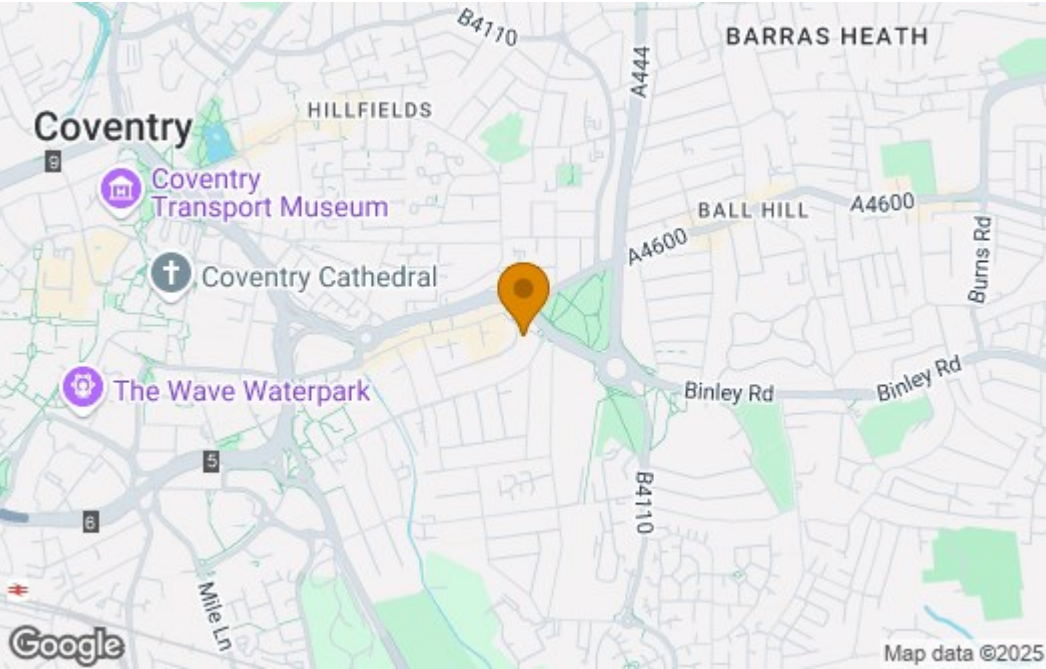 B4110
BARRAS HEATH
A444
HILLFIELDS
Coventry
9
Coventry
Transport Museum
BALL HILL
A4600
A4600
Burns Rd
Coventry Cathedral
The Wave Waterpark
Binley Rd
Binley Rd
5
B4110
6
Mile Ln
Google
Map data ©2025